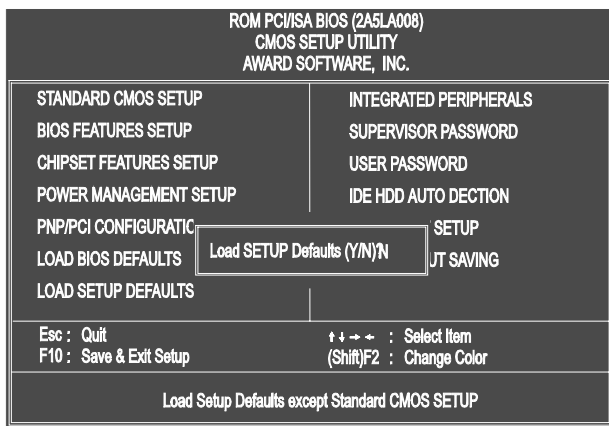 ROM PCI/ISA BIOS (2A5LA008)
CMOS SETUP UTILITY
AWARD SOFTWARE, INC.
STANDARD CMOS SETUP
BIOS FEATURES SETUP
CHIPSET FEATURES SETUP
POWER MANAGEMENT SETUP
PNP/PCI CONFIGURATIC
LOAD BIOS DEFAULTS
LOAD SETUP DEFAULTS
INTEGRATED PERIPHERALS
SUPERVISOR PASSWORD
USER PASSWORD
IDE HDD AUTO DECTION
SETUP
UT SAVING
Load SETUP Defaults (Y/N)?N
Esc : Quit
F10 : Save & Exit Setup
↑ ↓ → ← : Select Item
(Shift)F2 : Change Color
Load Setup Defaults except Standard CMOS SETUP